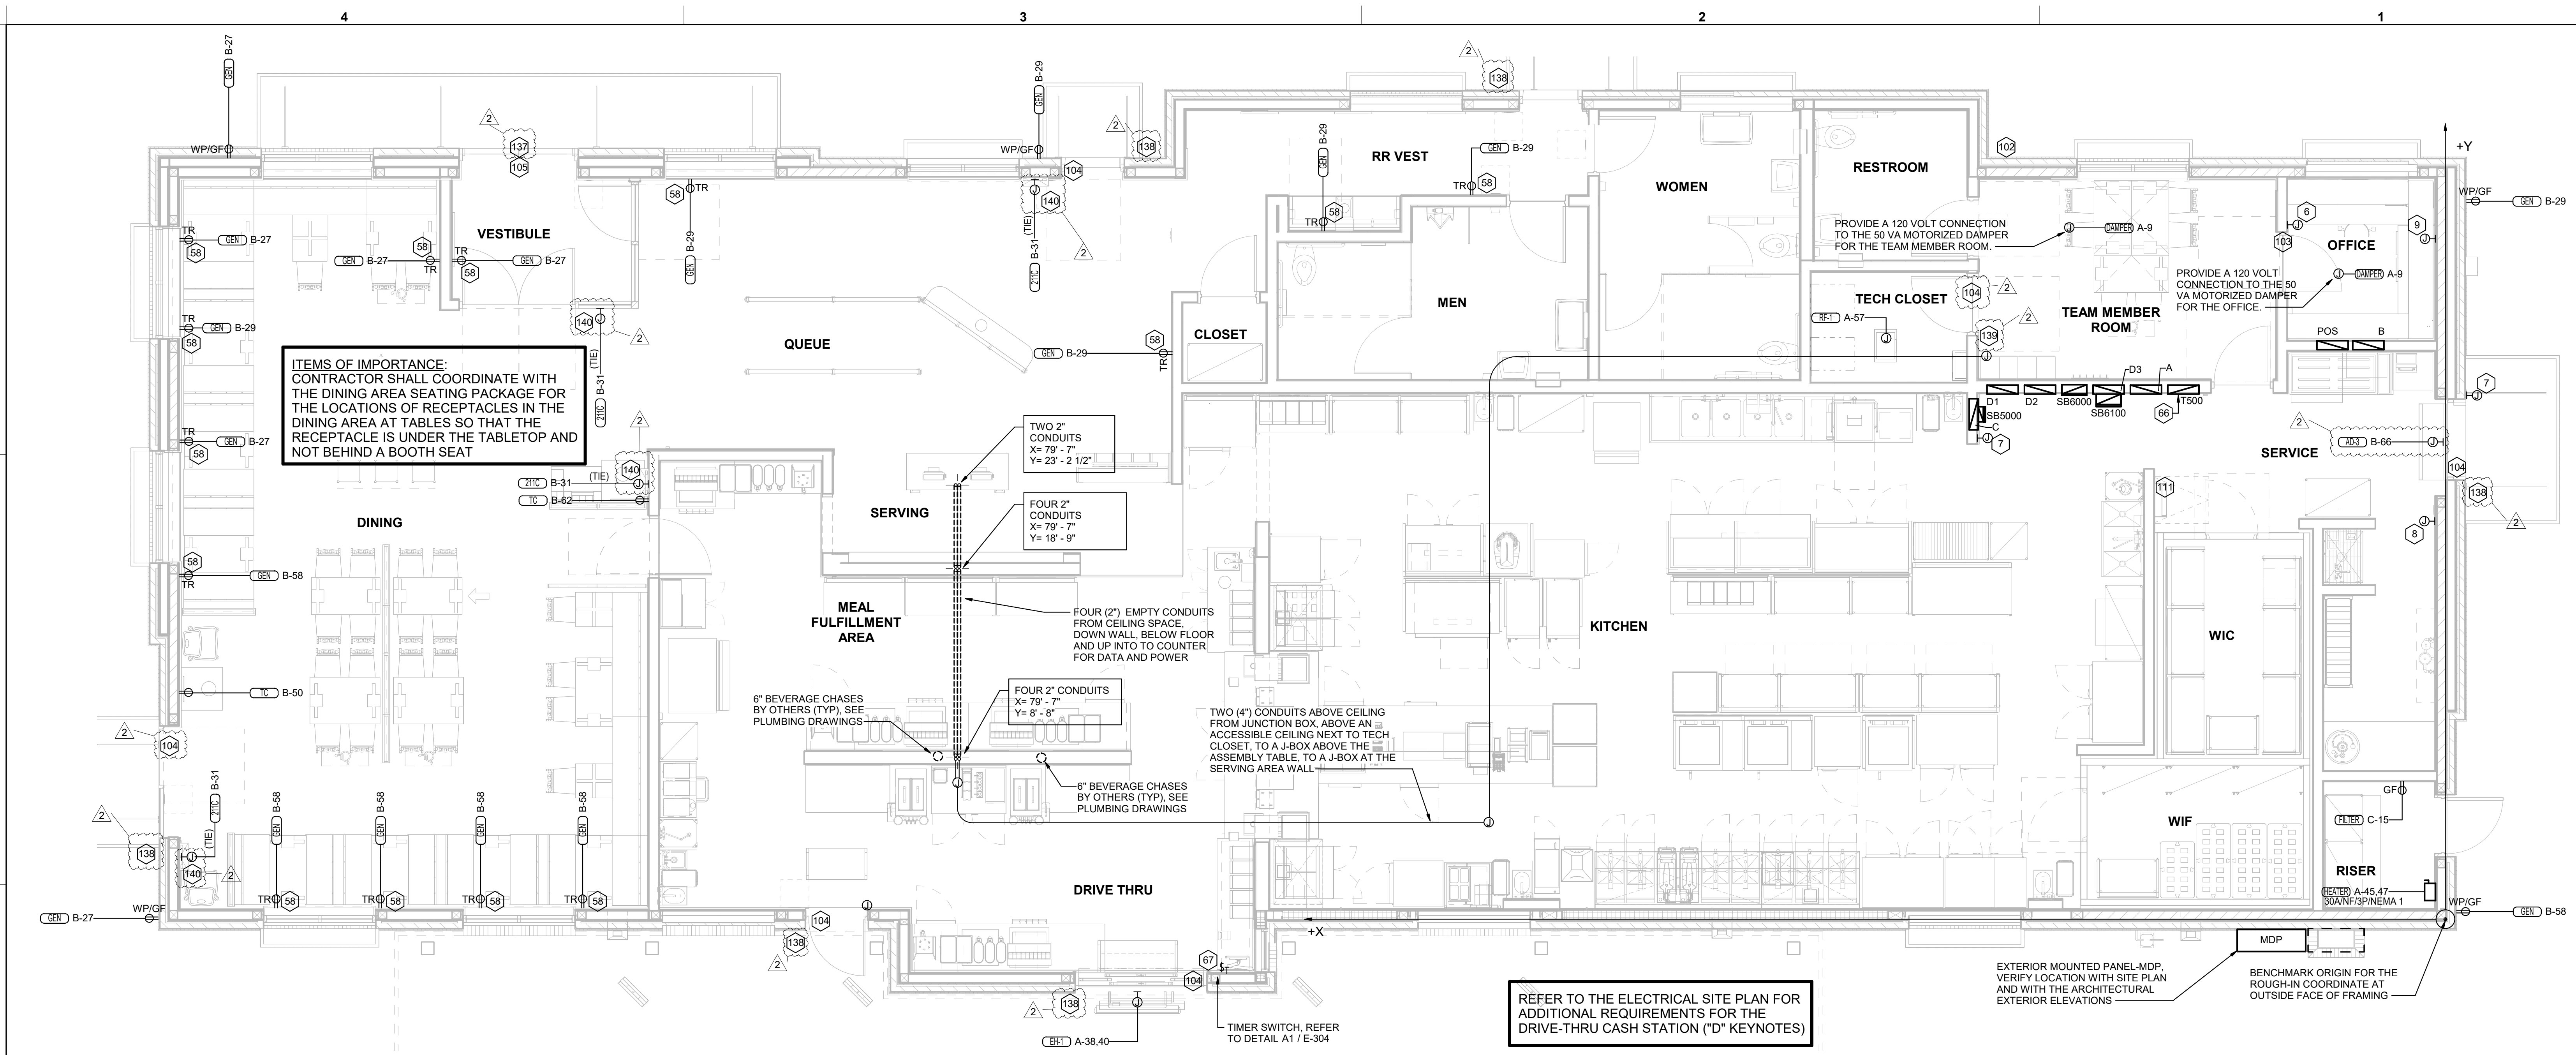 4
3
2
1
GEN B-27
GEN B-29
2
138
2
137
105
WP/GF
WP/GF
2
138
104
140
2
(TIE)
211C B-31
58
TR
GEN B-29
VESTIBULE
TR
GEN B-27
58
GEN B-27
58
TR
TR
58
GEN B-27
RR VEST
GEN B-29
58
TR
GEN B-29
TR
58
GEN B-29
WOMEN
RESTROOM
102
+Y
WP/GF
GEN B-29
PROVIDE A 120 VOLT CONNECTION
TO THE 50 VA MOTORIZED DAMPER
FOR THE TEAM MEMBER ROOM.
J
DAMPER A-9
6
9
103
OFFICE
PROVIDE A 120 VOLT
CONNECTION TO THE 50
VA MOTORIZED DAMPER
FOR THE OFFICE.
J
DAMPER A-9
MEN
TECH CLOSET
104
2
RF-1 A-57
139
2
TEAM MEMBER
ROOM
POS
B
CLOSET
58
TR
GEN B-29
QUEUE
140
2
(TIE)
211C B-31
TR
GEN B-29
58
ITEMS OF IMPORTANCE:
CONTRACTOR SHALL COORDINATE WITH
THE DINING AREA SEATING PACKAGE FOR
THE LOCATIONS OF RECEPTACLES IN THE
DINING AREA AT TABLES SO THAT THE
RECEPTACLE IS UNDER THE TABLETOP AND
NOT BEHIND A BOOTH SEAT
TR
GEN B-27
58
D3
A
D1
D2
SB6000
SB6100
66
T500
SB5000
C
7
7
2
AD-3 B-66
SERVICE
104
138
2
111
8
2
140
211C B-31
(TIE)
TC B-62
TWO 2"
CONDUITS
X= 79' - 7"
Y= 23' - 2 1/2"
FOUR 2"
CONDUITS
X= 79' - 7"
Y= 18' - 9"
SERVING
DINING
58
TR
GEN B-58
MEAL
FULFILLMENT
AREA
FOUR (2") EMPTY CONDUITS
FROM CEILING SPACE,
DOWN WALL, BELOW FLOOR
AND UP INTO TO COUNTER
FOR DATA AND POWER
KITCHEN
WIC
TC B-50
6" BEVERAGE CHASES
BY OTHERS (TYP), SEE
PLUMBING DRAWINGS
FOUR 2" CONDUITS
X= 79' - 7"
Y= 8' - 8"
TWO (4") CONDUITS ABOVE CEILING
FROM JUNCTION BOX, ABOVE AN
ACCESSIBLE CEILING NEXT TO TECH
CLOSET, TO A J-BOX ABOVE THE
ASSEMBLY TABLE, TO A J-BOX AT THE
SERVING AREA WALL
6" BEVERAGE CHASES
BY OTHERS (TYP), SEE
PLUMBING DRAWINGS
2
104
2
138
211C B-31
(TIE)
140
2
GEN B-58
GEN B-58
GEN B-58
GEN B-58
TR
58
TR
58
TR
58
TR
58
WP/GF
GEN B-27
DRIVE THRU
J
104
138
2
67
$T
104
138
2
J
EH-1 A-38,40
TIMER SWITCH, REFER
TO DETAIL A1 / E-304
+X
WIF
GF
FILTER C-15
RISER
HEATER A-45,47
30A/NF/3P/NEMA 1
WP/GF
GEN B-58
MDP
REFER TO THE ELECTRICAL SITE PLAN FOR
ADDITIONAL REQUIREMENTS FOR THE
DRIVE-THRU CASH STATION ("D" KEYNOTES)
EXTERIOR MOUNTED PANEL-MDP,
VERIFY LOCATION WITH SITE PLAN
AND WITH THE ARCHITECTURAL
EXTERIOR ELEVATIONS
BENCHMARK ORIGIN FOR THE
ROUGH-IN COORDINATE AT
OUTSIDE FACE OF FRAMING